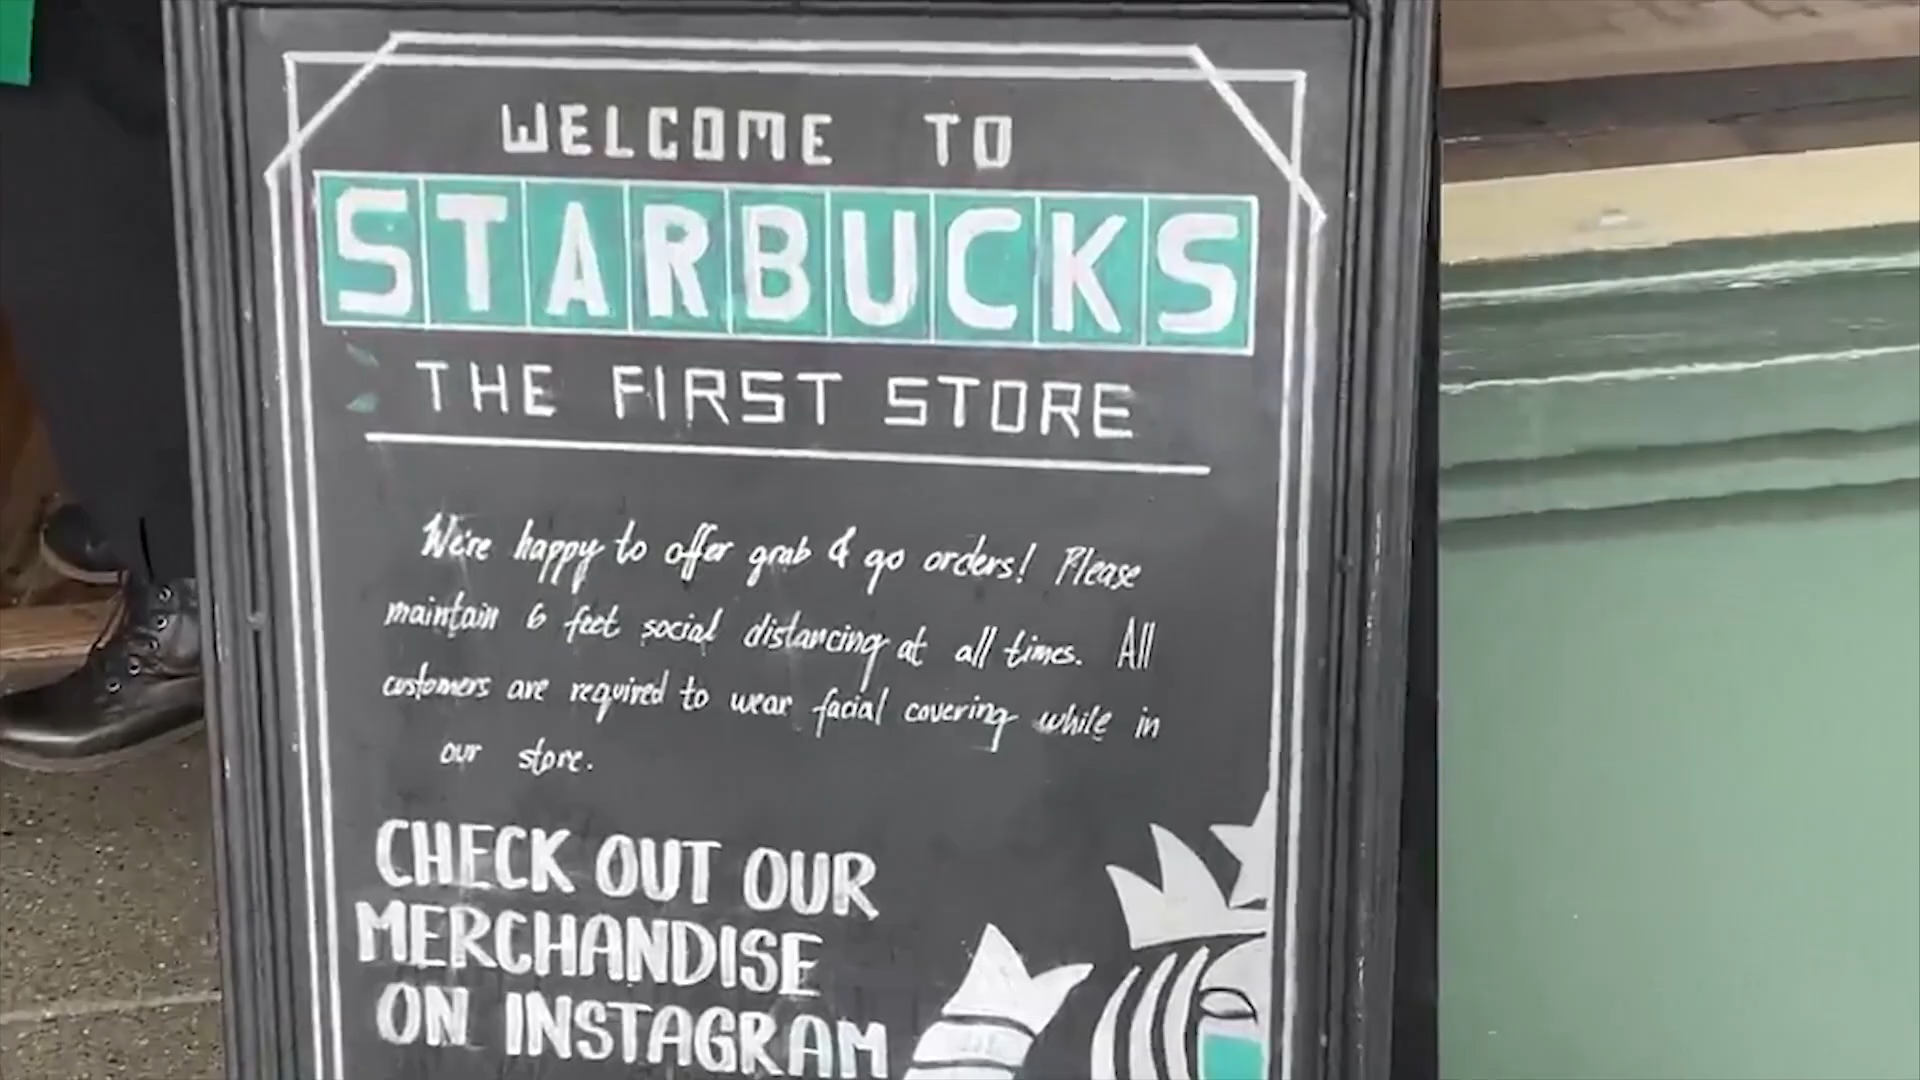 WELCOME TO
STARBUCKS
THE FIRST STORE
We're happy to offer grab & go orders! Please
maintain 6 feet social distancing at all times. All
customers are required to wear facial covering while in
our store.
CHECK OUT OUR
MERCHANDISE
ON INSTAGRAM